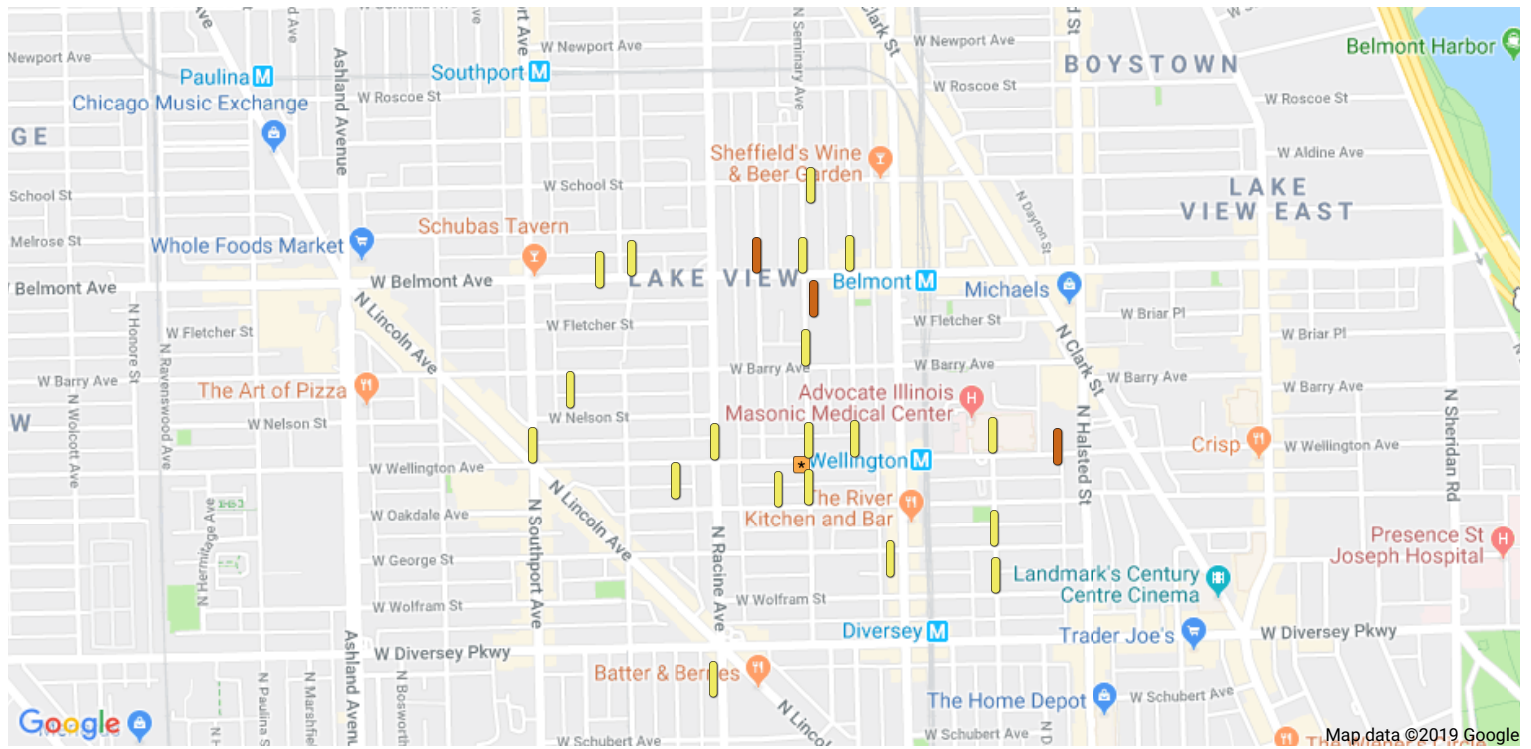 Clark St
W Newport Ave
W Newport Ave
Newport Ave
BOYSTOWN
Belmont Harbor
Paulina M
Southport M
N Seminary Ave
Ashland Avenue
Chicago Music Exchange
W Roscoe St
W Roscoe St
W Roscoe St
Sheffield's Wine
& Beer Garden
W Aldine Ave
School St
W School St
LAKE
VIEW EAST
N Dayton St
Schubas Tavern
Melrose St
Whole Foods Market
W Belmont Ave
LAKE VIEW
Belmont M
Michaels
Belmont Ave
N Lincoln Ave
W Fletcher St
W Fletcher St
W Fletcher St
W Briar Pl
W Briar Pl
N Honore St
N Ravenswood Ave
N Clark St
W Barry Ave
W Barry Ave
W Barry Ave
W Barry Ave
W Barry Ave
The Art of Pizza
Advocate Illinois
Masonic Medical Center
N Wolcott Ave
W Nelson St
W Nelson St
N Halsted St
N Sheridan Rd
Crisp
W Wellington Ave
W Wellington Ave
Wellington M
N Lincoln Ave
The River
Kitchen and Bar
N Hermitage Ave
W Oakdale Ave
N Southport Ave
N Racine Ave
Presence St
Joseph Hospital
W George St
Landmark's Century
Centre Cinema
W Wolfram St
W Wolfram St
Diversey M
Trader Joe's
W Diversey Pkwy
W Diversey Pkwy
Ashland Avenue
Batter & Berries
N Paulina S
N Marshfi
N Bosworth
The Home Depot
W Schubert Ave
W Schubert Ave
N Lincol
Google
Map data ©2019 Google